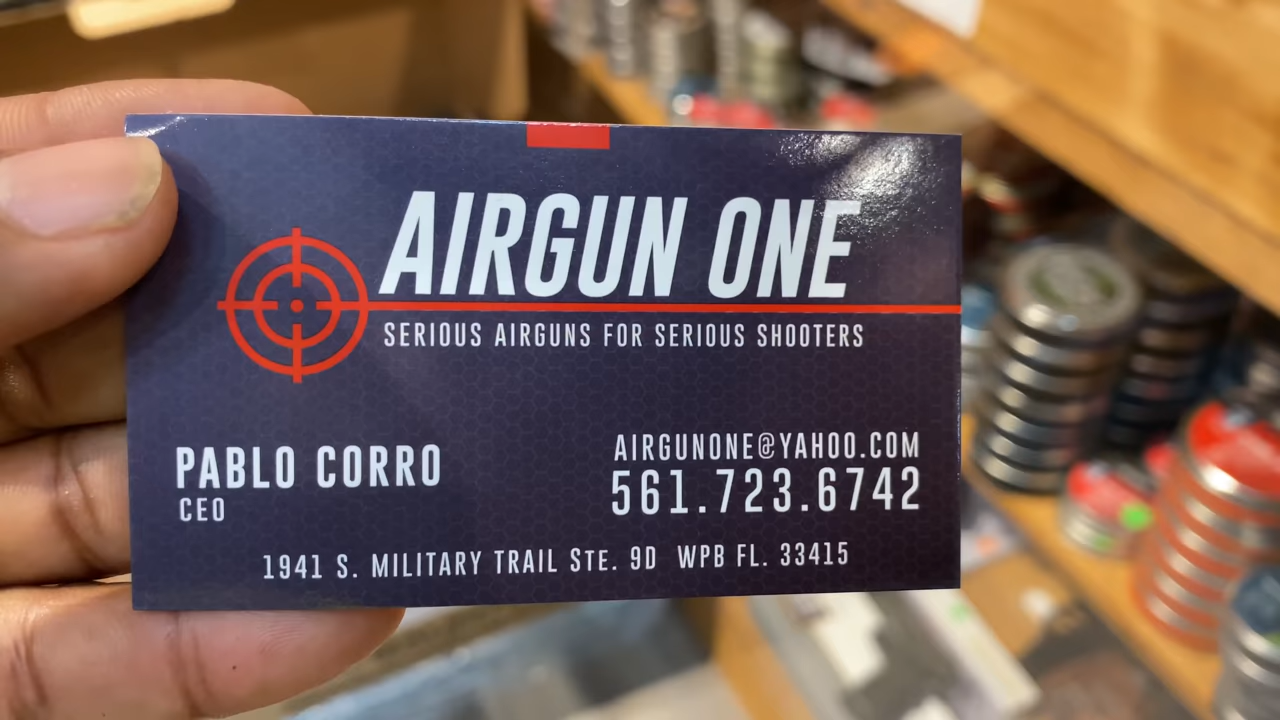 AIRGUN ONE
SERIOUS AIRGUNS FOR SERIOUS SHOOTERS
PABLO CORRO
CEO
AIRGUNONE@YAHOO.COM
561.723.6742
1941 S. MILITARY TRAIL STE. 9D WPB FL. 33415